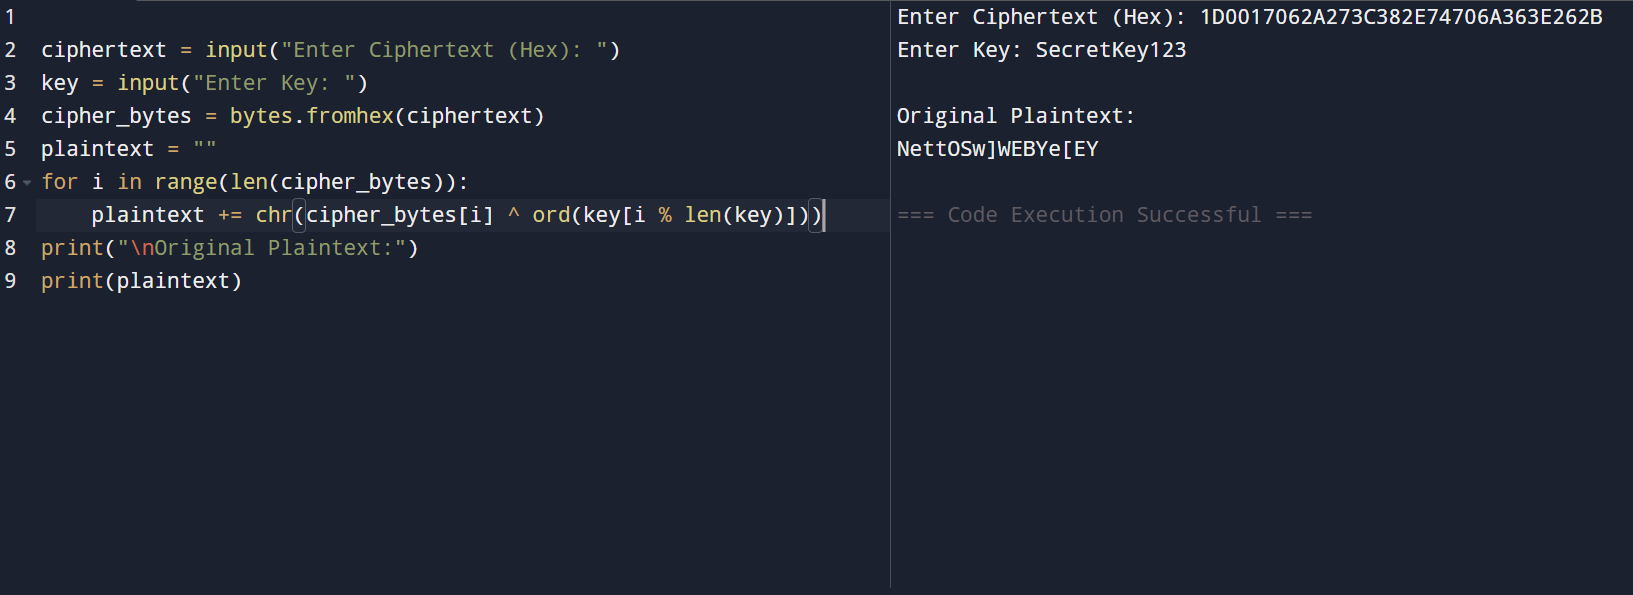 1
2 ciphertext = input("Enter Ciphertext (Hex): ")
3 key = input("Enter Key: ")
4 cipher_bytes = bytes.fromhex(ciphertext)
5 plaintext = ""
6 for i in range(len(cipher_bytes)):
7     plaintext += chr(cipher_bytes[i] ^ ord(key[i % len(key)]))
8 print("\nOriginal Plaintext:")
9 print(plaintext)
Enter Ciphertext (Hex): 1D0017062A273C382E74706A363E262B
Enter Key: SecretKey123
Original Plaintext:
NettOSw]WEBYe[EY
=== Code Execution Successful ===